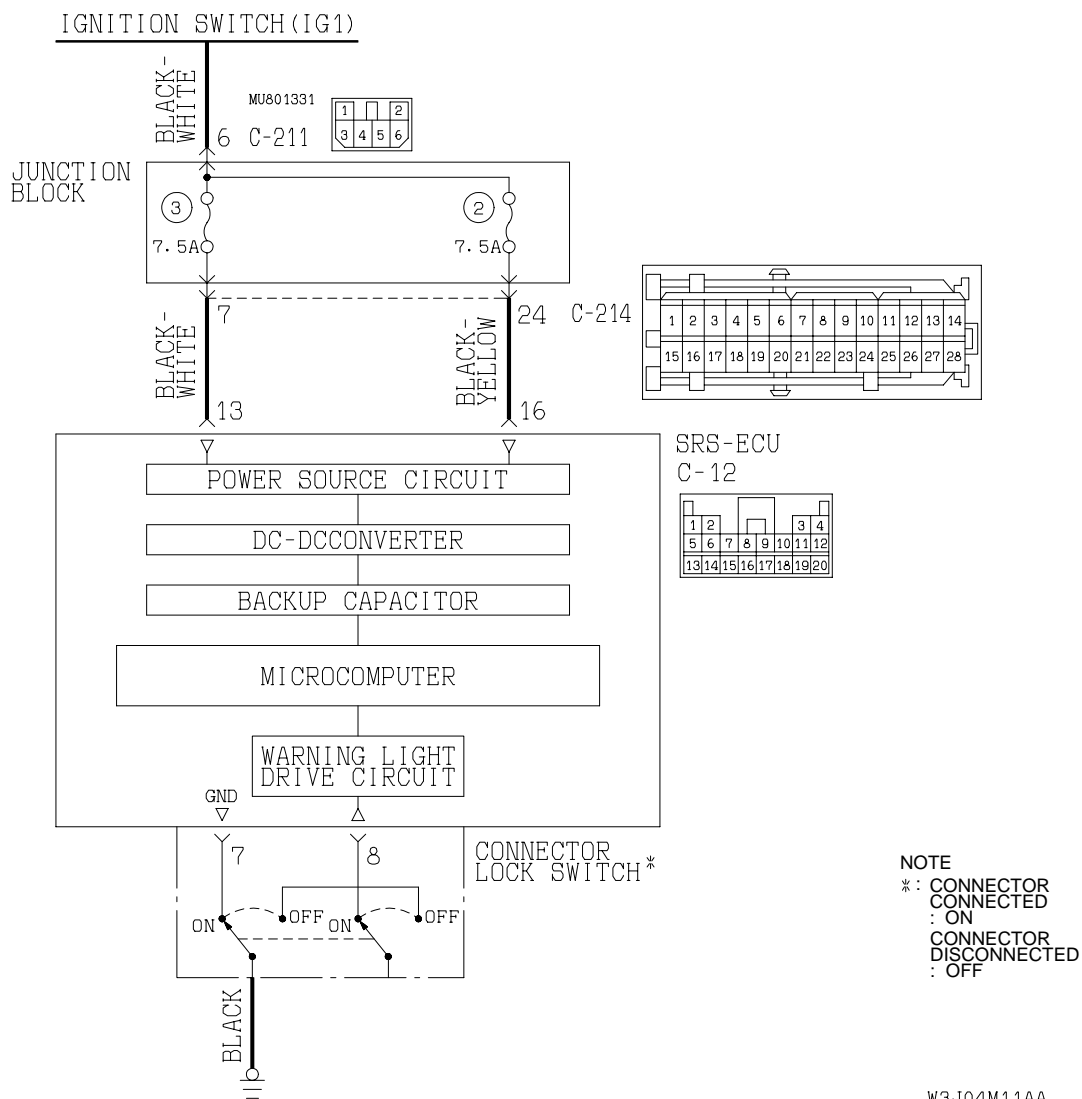 IGNITION SWITCH(IG1)
BLACK-
WHITE
MU801331
6 C-211
1 2
3 4 5 6
JUNCTION
BLOCK
3
7.5A
2
7.5A
7
24 C-214
1 2 3 4 5 6 7 8 9 10 11 12 13 14
15 16 17 18 19 20 21 22 23 24 25 26 27 28
BLACK-
WHITE
BLACK-
YELLOW
13
16
SRS-ECU
C-12
1 2 3 4
5 6 7 8 9 10 11 12
13 14 15 16 17 18 19 20
POWER SOURCE CIRCUIT
DC-DCCONVERTER
BACKUP CAPACITOR
MICROCOMPUTER
WARNING LIGHT
DRIVE CIRCUIT
GND
7
8
CONNECTOR
LOCK SWITCH*
ON OFF ON OFF
BLACK
NOTE
*: CONNECTOR
CONNECTED
: ON
CONNECTOR
DISCONNECTED
: OFF
W3J04M11AA